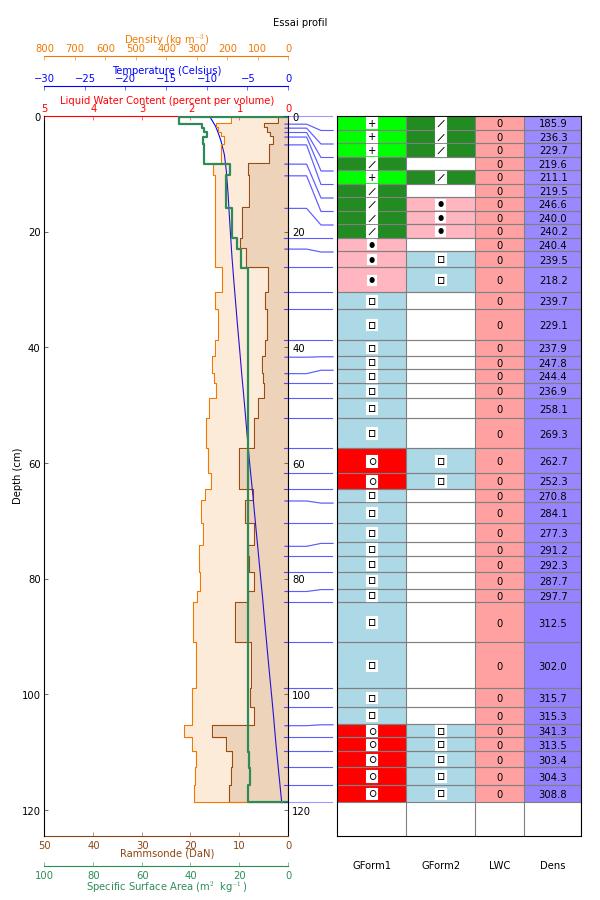 Essai profil
Density (kg m⁻³)
800 700 600 500 400 300 200 100 0
Temperature (Celsius)
−30 −25 −20 −15 −10 −5 0
Liquid Water Content (percent per volume)
5 4 3 2 1 0
0 0
20 20
40 40
60 60
80 80
100 100
120 120
Depth (cm)
50 40 30 20 10 0
Rammsonde (DaN)
100 80 60 40 20 0
Specific Surface Area (m² kg⁻¹)
+ / 0 185.9
+ / 0 236.3
+ / 0 229.7
/ 0 219.6
+ / 0 211.1
/ 0 219.5
/ ● 0 246.6
/ ● 0 240.0
/ ● 0 240.2
● 0 240.4
● □ 0 239.5
● □ 0 218.2
□ 0 239.7
□ 0 229.1
□ 0 237.9
□ 0 247.8
□ 0 244.4
□ 0 236.9
□ 0 258.1
□ 0 269.3
○ □ 0 262.7
○ □ 0 252.3
□ 0 270.8
□ 0 284.1
□ 0 277.3
□ 0 291.2
□ 0 292.3
□ 0 287.7
□ 0 297.7
□ 0 312.5
□ 0 302.0
□ 0 315.7
□ 0 315.3
○ □ 0 341.3
○ □ 0 313.5
○ □ 0 303.4
○ □ 0 304.3
○ □ 0 308.8
GForm1 GForm2 LWC Dens